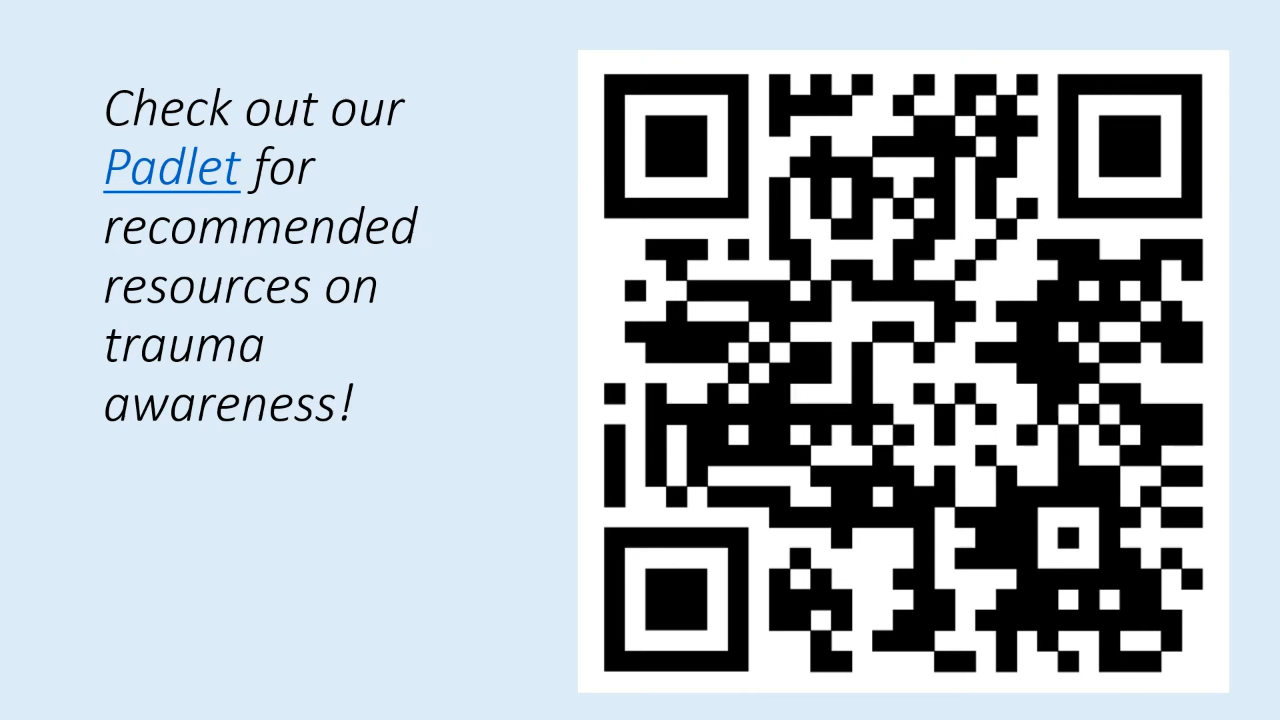 Check out our
Padlet for
recommended
resources on
trauma
awareness!